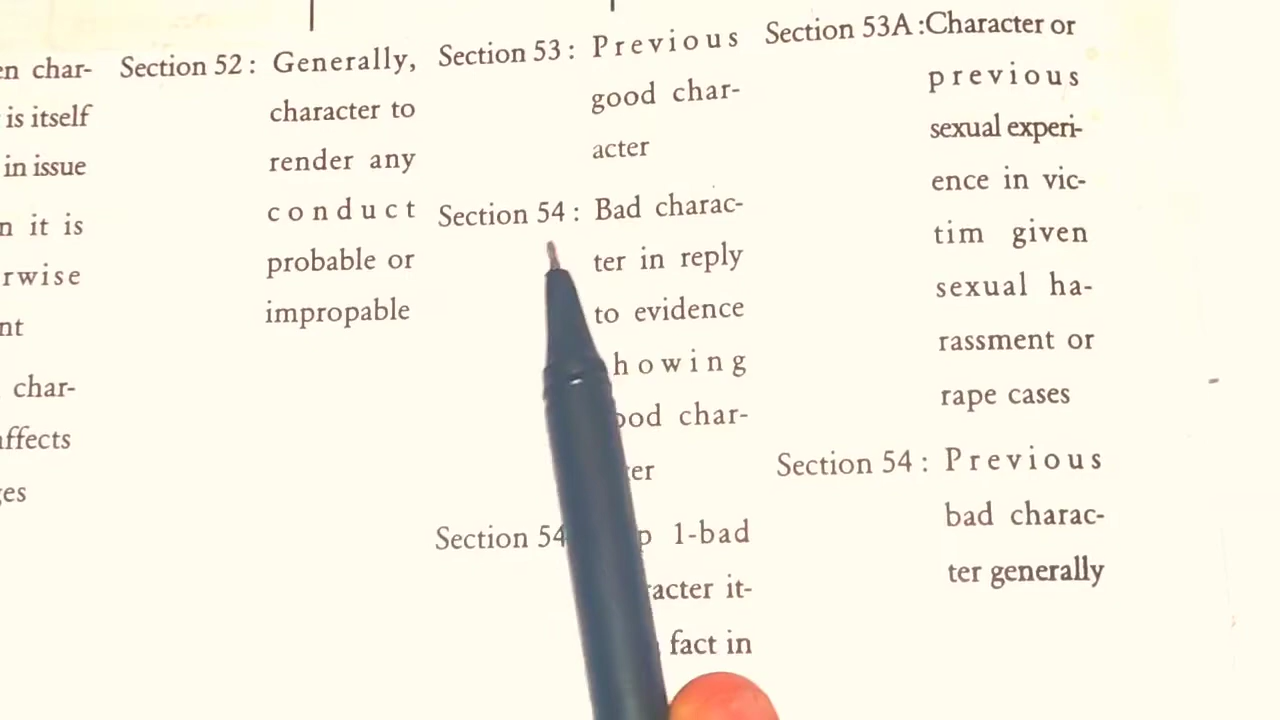 en char-
is itself
in issue
n it is
rwise
nt
char-
affects
ges
Section 52 : Generally,
character to
render any
conduct
probable or
impropable
Section 53 : Previous
good char-
acter
Section 54 : Bad charac-
ter in reply
to evidence
howing
ood char-
ter
Section 54 p 1-bad
racter it-
fact in
Section 53A :Character or
previous
sexual experi-
ence in vic-
tim given
sexual ha-
rassment or
rape cases
Section 54 : Previous
bad charac-
ter generally